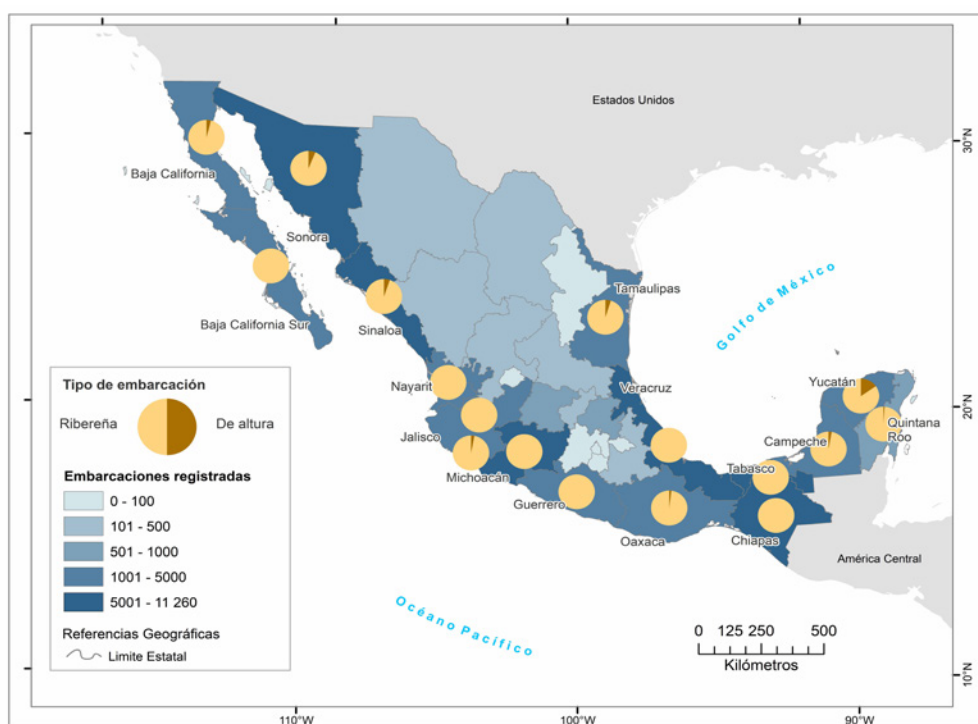 Estados Unidos
30°N
Baja California
Sonora
Tamaulipas
Golfo de México
Baja California Sur
Sinaloa
Nayarit
Veracruz
Yucatán
20°N
Quintana
Roo
Jalisco
Campeche
Michoacán
Tabasco
Guerrero
Oaxaca
Chiapas
América Central
Océano Pacífico
Tipo de embarcación
Ribereña
De altura
Embarcaciones registradas
0 - 100
101 - 500
501 - 1000
1001 - 5000
5001 - 11 260
Referencias Geográficas
Limite Estatal
0 125 250 500
Kilómetros
10°N
110°W
100°W
90°W